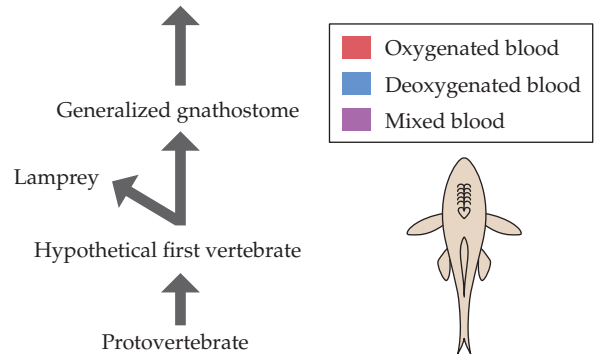 Generalized gnathostome
Lamprey
Hypothetical first vertebrate
Protovertebrate
Oxygenated blood
Deoxygenated blood
Mixed blood